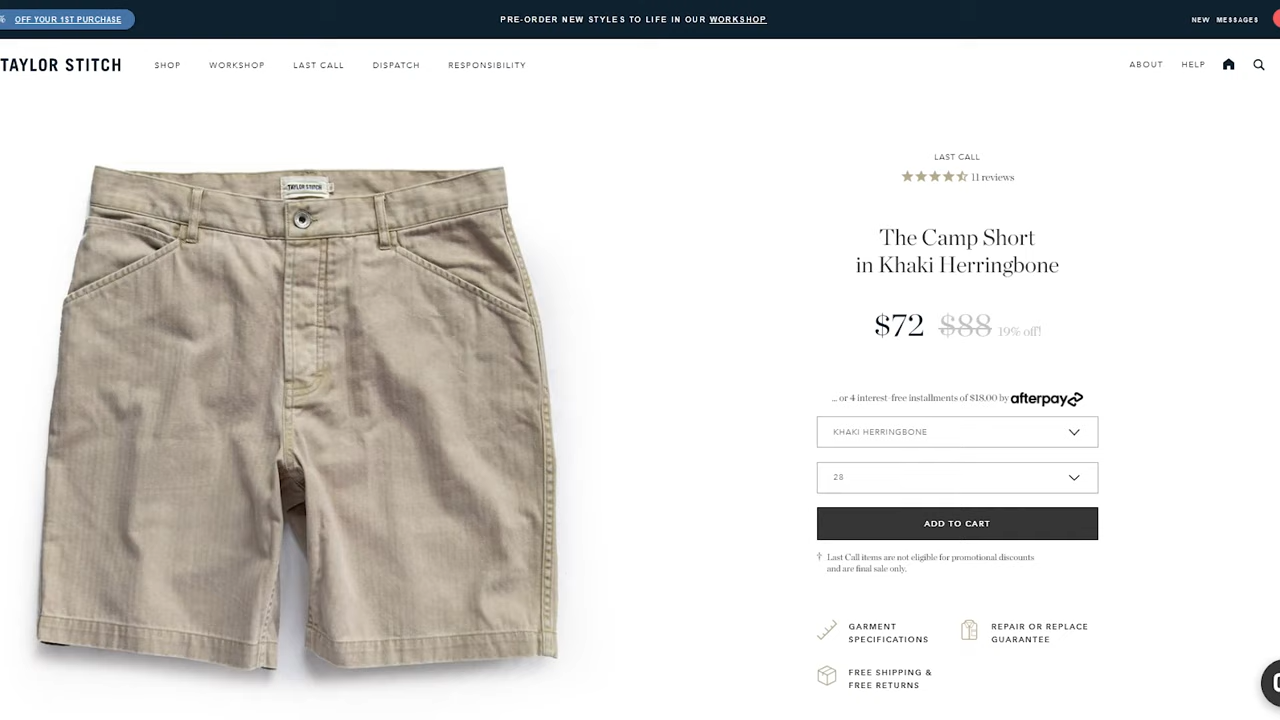 % OFF YOUR 1ST PURCHASE
PRE-ORDER NEW STYLES TO LIFE IN OUR WORKSHOP
NEW MESSAGES
TAYLOR STITCH
SHOP
WORKSHOP
LAST CALL
DISPATCH
RESPONSIBILITY
ABOUT
HELP
TAYLOR STITCH
LAST CALL
11 reviews
The Camp Short
in Khaki Herringbone
$72 $88 19% off!
... or 4 interest-free installments of $18.00 by afterpay
KHAKI HERRINGBONE
28
ADD TO CART
† Last Call items are not eligible for promotional discounts
and are final sale only.
GARMENT
SPECIFICATIONS
REPAIR OR REPLACE
GUARANTEE
FREE SHIPPING &
FREE RETURNS